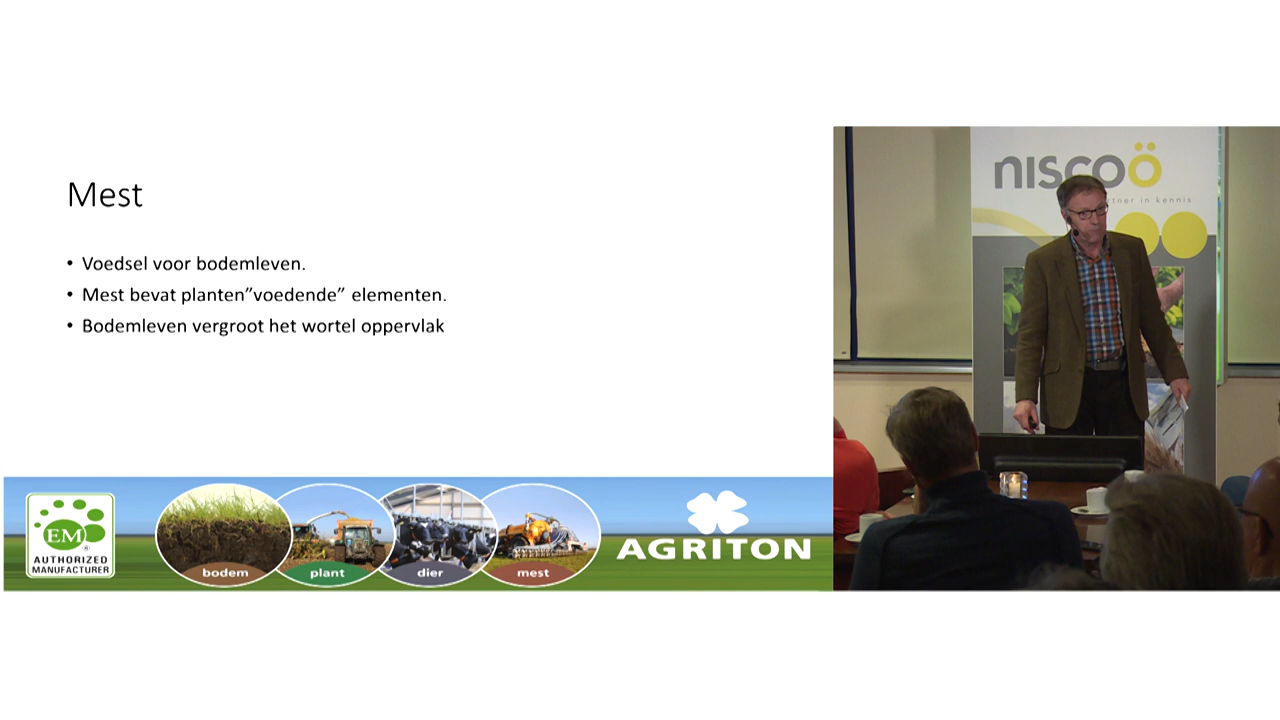 Mest
• Voedsel voor bodemleven.
• Mest bevat planten”voedende” elementen.
• Bodemleven vergroot het wortel oppervlak
EM®
AUTHORIZED
MANUFACTURER
bodem
plant
dier
mest
AGRITON
niscoö
rtner in kennis